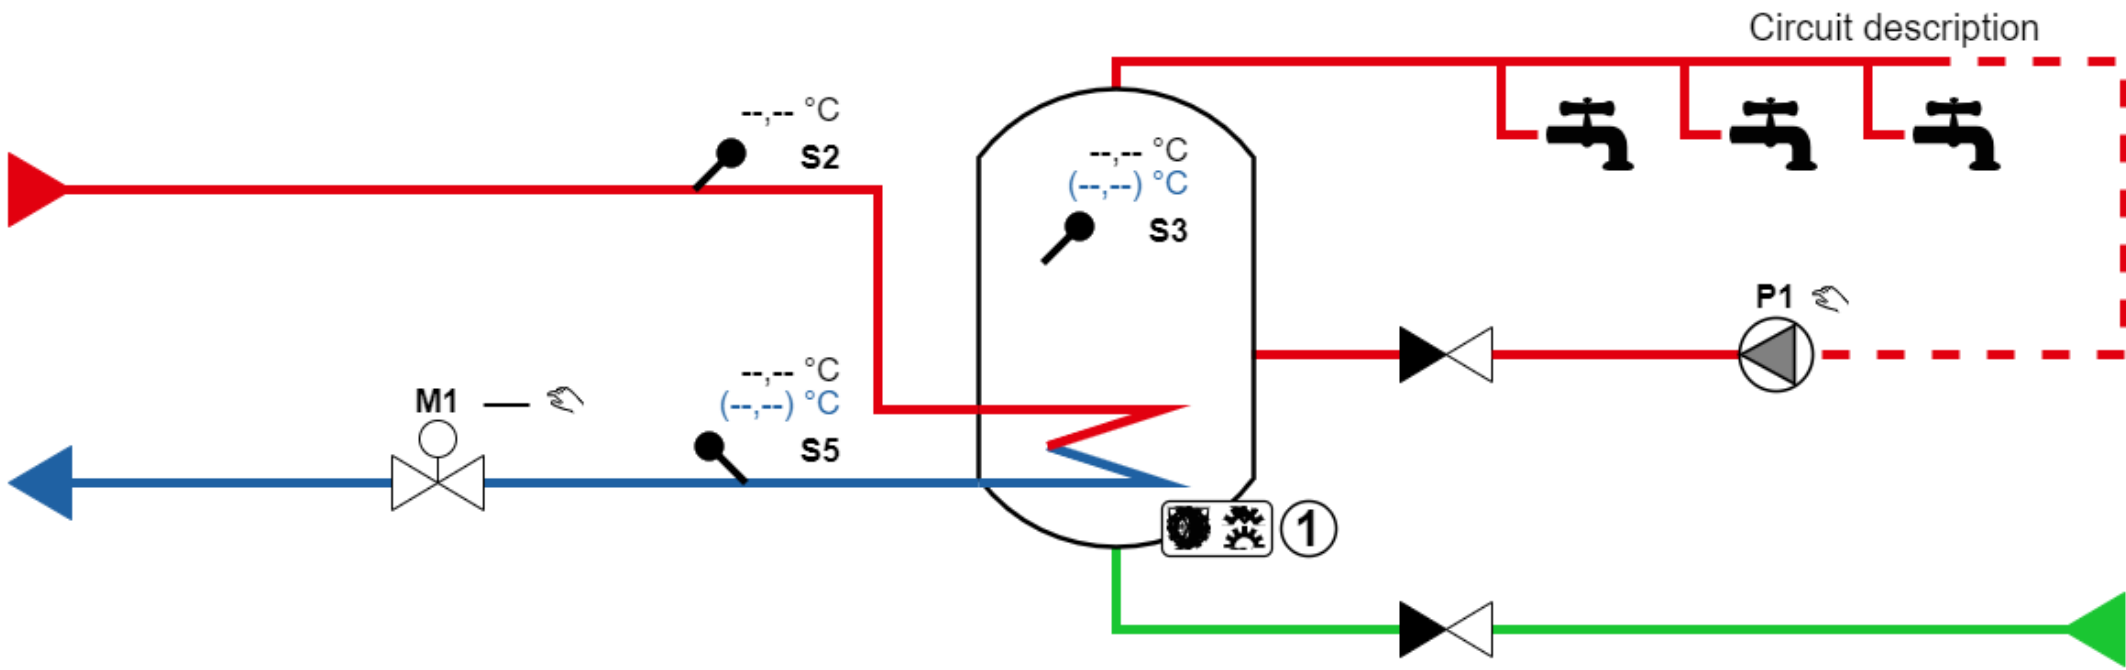 Circuit description
--,-- °C
S2
--,-- °C
(--,--) °C
S3
P1
--,-- °C
(--,--) °C
M1
S5
1